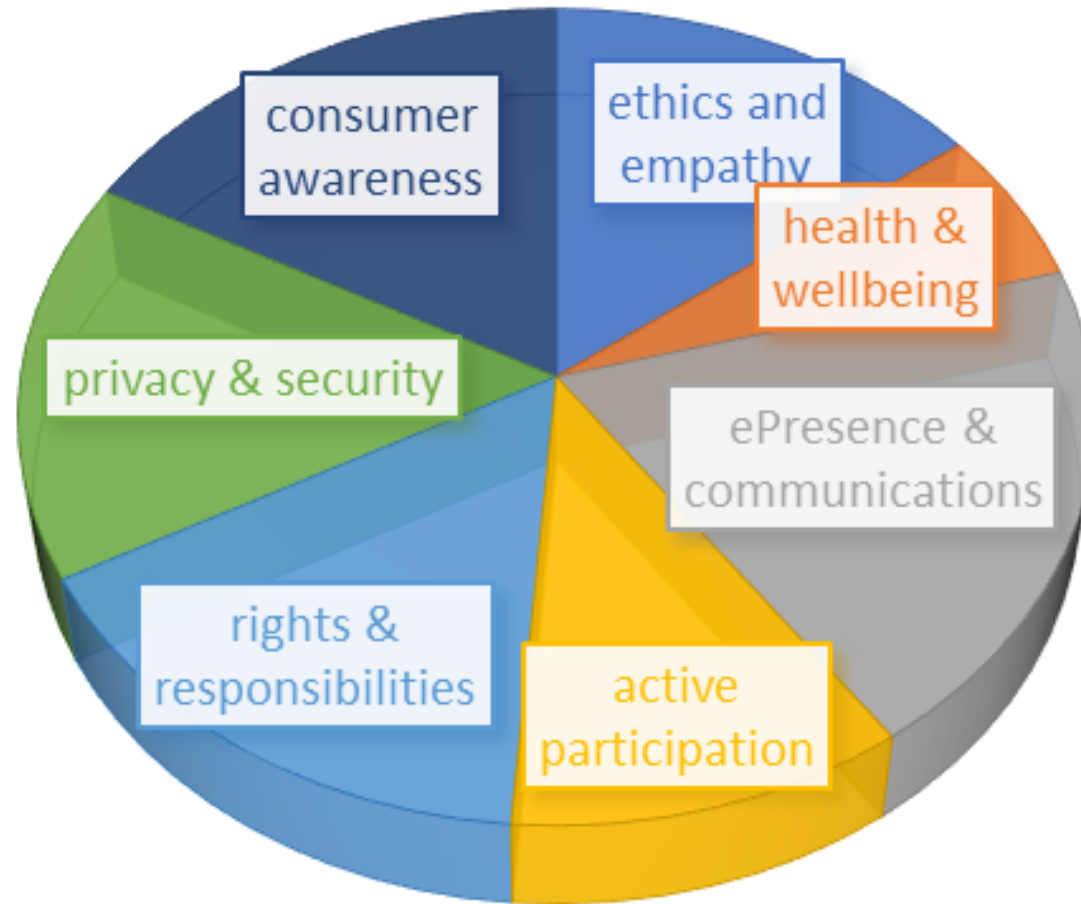 consumer
awareness
ethics and
empathy
health &
wellbeing
privacy & security
ePresence &
communications
rights &
responsibilities
active
participation